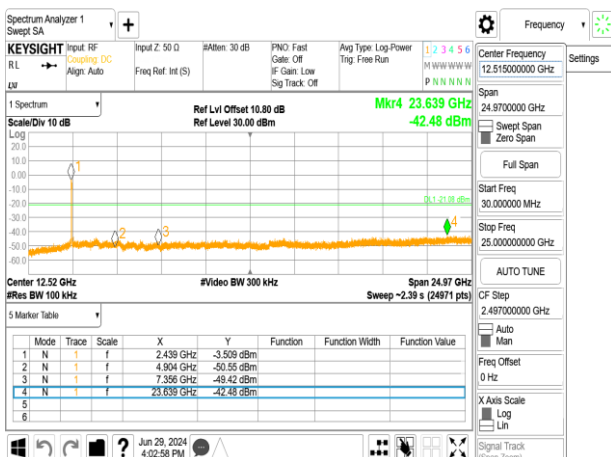 Spectrum Analyzer 1
Swept SA
+
Frequency
KEYSIGHT Input: RF Input Z: 50 Ω #Atten: 30 dB PNO: Fast Avg Type: Log-Power 1 2 3 4 5 6
RL Coupling: DC Gate: Off Trig: Free Run M W W W W W
Align: Auto Freq Ref: Int (S) IF Gain: Low
Sig Track: Off P N N N N N
1 Spectrum
Ref Lvl Offset 10.80 dB Mkr4 23.639 GHz
Scale/Div 10 dB Ref Level 30.00 dBm -42.48 dBm
Log
20.0
10.0
0.00
-10.0
-20.0
-30.0
-40.0
-50.0
-60.0
1
2
3
4
Center 12.52 GHz #Video BW 300 kHz Span 24.97 GHz
#Res BW 100 kHz Sweep ~2.39 s (24971 pts)
5 Marker Table
Mode Trace Scale X Y Function Function Width Function Value
1 N 1 f 2.439 GHz -3.509 dBm
2 N 1 f 4.904 GHz -50.55 dBm
3 N 1 f 7.356 GHz -49.42 dBm
4 N 1 f 23.639 GHz -42.48 dBm
5
6
?
Jun 29, 2024
4:02:58 PM
Center Frequency
12.515000000 GHz
Settings
Span
24.9700000 GHz
Swept Span
Zero Span
Full Span
Start Freq
30.000000 MHz
Stop Freq
25.000000000 GHz
AUTO TUNE
CF Step
2.497000000 GHz
Auto
Man
Freq Offset
0 Hz
X Axis Scale
Log
Lin
Signal Track
(Span Zoom)